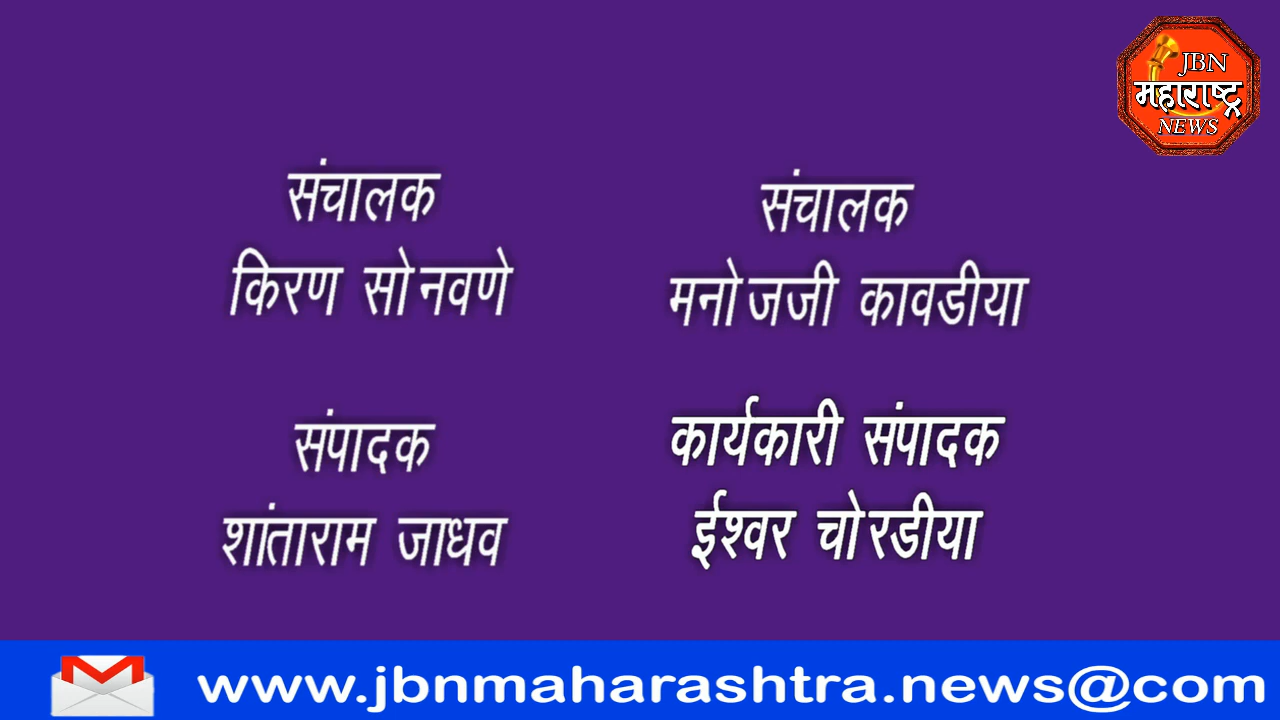 JBN
महाराष्ट्र
NEWS
संचालक
किरण सोनवणे
संचालक
मनोजजी कावडीया
संपादक
शांताराम जाधव
कार्यकारी संपादक
ईश्वर चोरडीया
www.jbnmaharashtra.news@com